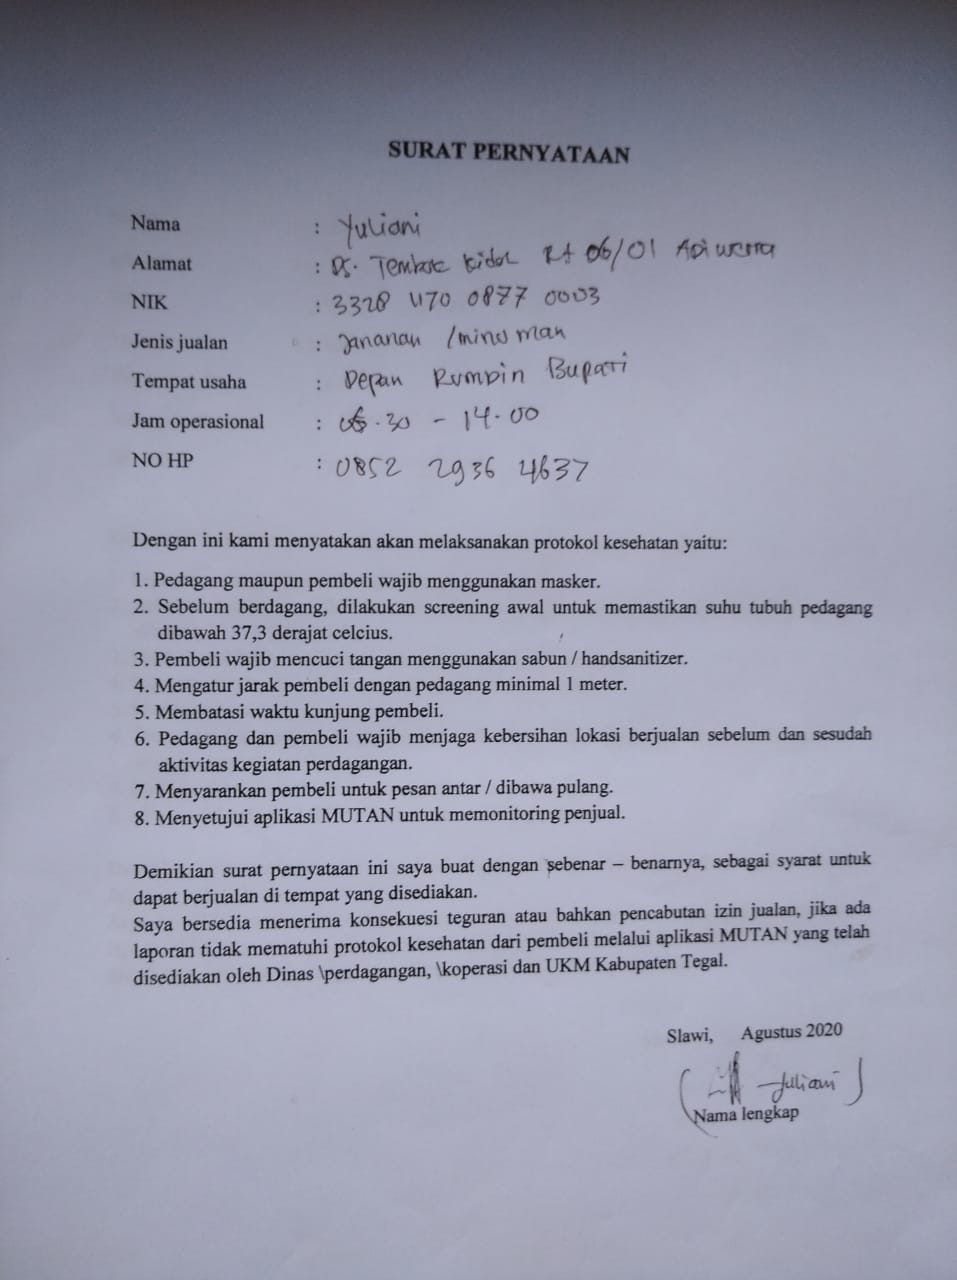 SURAT PERNYATAAN
Nama : Yuliani
Alamat : Ds. Tembok Kidol Rt 06/01 Adiwerna
NIK : 3328 1170 0877 0003
Jenis jualan : Jananan /minuman
Tempat usaha : Depan Rumdin Bupati
Jam operasional : 06.30 - 14.00
NO HP : 0852 2936 4637
Dengan ini kami menyatakan akan melaksanakan protokol kesehatan yaitu:
1. Pedagang maupun pembeli wajib menggunakan masker.
2. Sebelum berdagang, dilakukan screening awal untuk memastikan suhu tubuh pedagang
dibawah 37,3 derajat celcius.
3. Pembeli wajib mencuci tangan menggunakan sabun / handsanitizer.
4. Mengatur jarak pembeli dengan pedagang minimal 1 meter.
5. Membatasi waktu kunjung pembeli.
6. Pedagang dan pembeli wajib menjaga kebersihan lokasi berjualan sebelum dan sesudah
aktivitas kegiatan perdagangan.
7. Menyarankan pembeli untuk pesan antar / dibawa pulang.
8. Menyetujui aplikasi MUTAN untuk memonitoring penjual.
Demikian surat pernyataan ini saya buat dengan sebenar – benarnya, sebagai syarat untuk
dapat berjualan di tempat yang disediakan.
Saya bersedia menerima konsekuesi teguran atau bahkan pencabutan izin jualan, jika ada
laporan tidak mematuhi protokol kesehatan dari pembeli melalui aplikasi MUTAN yang telah
disediakan oleh Dinas \perdagangan, \koperasi dan UKM Kabupaten Tegal.
Slawi, Agustus 2020
( Yuliani )
Nama lengkap